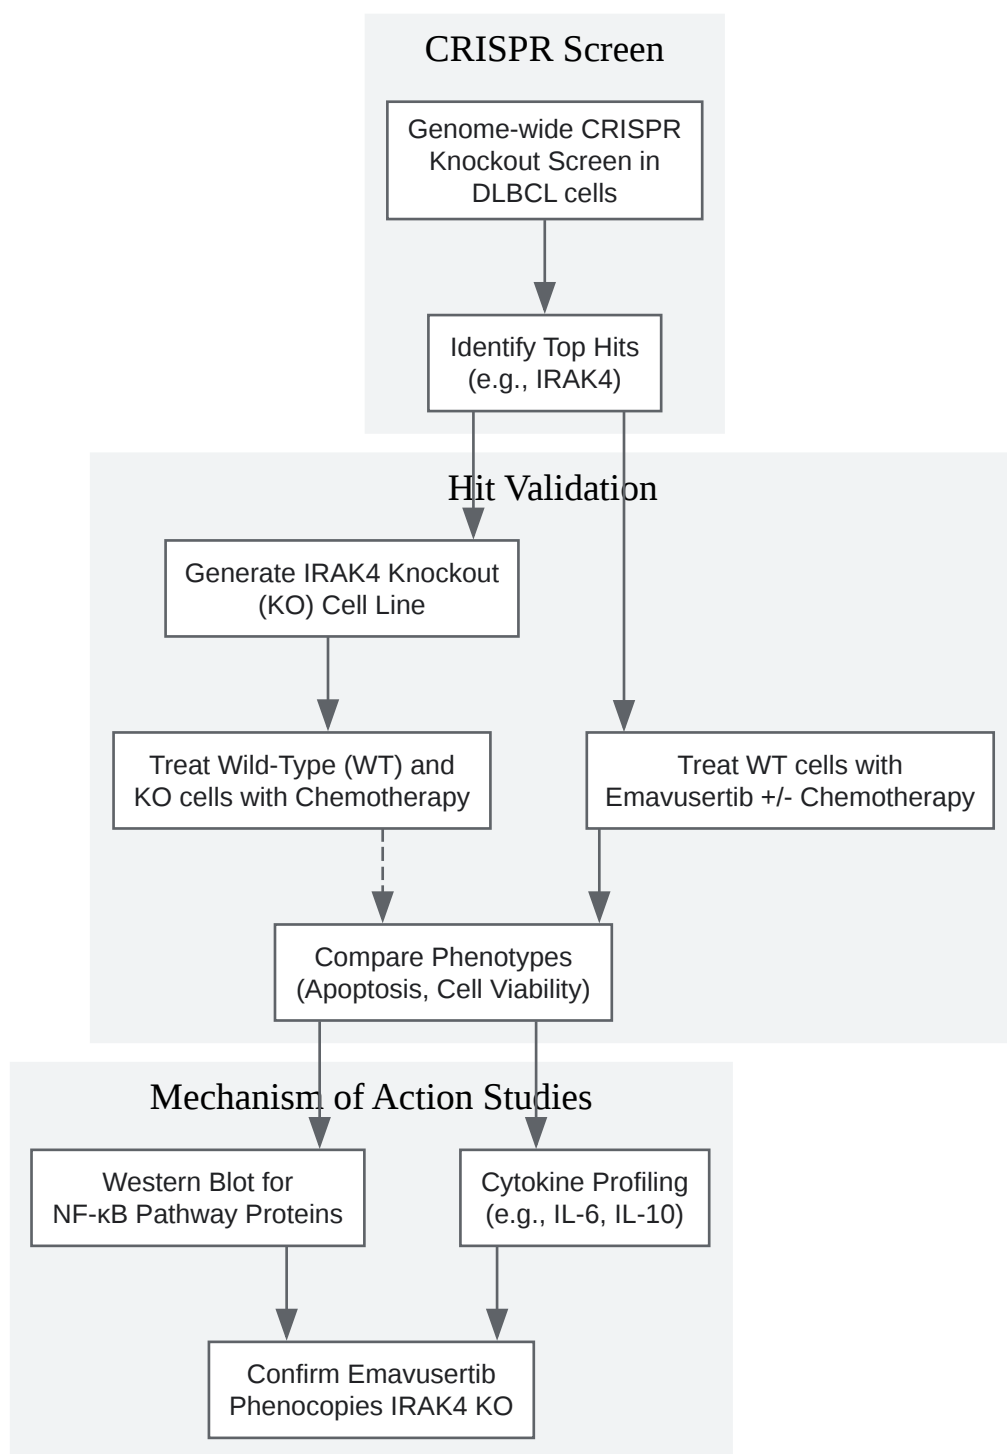 CRISPR Screen
Genome-wide CRISPR
Knockout Screen in
DLBCL cells
Identify Top Hits
(e.g., IRAK4)
Hit Validation
Generate IRAK4 Knockout
(KO) Cell Line
Treat Wild-Type (WT) and
KO cells with Chemotherapy
Treat WT cells with
Emavusertib +/- Chemotherapy
Compare Phenotypes
(Apoptosis, Cell Viability)
Mechanism of Action Studies
Western Blot for
NF-κB Pathway Proteins
Cytokine Profiling
(e.g., IL-6, IL-10)
Confirm Emavusertib
Phenocopies IRAK4 KO